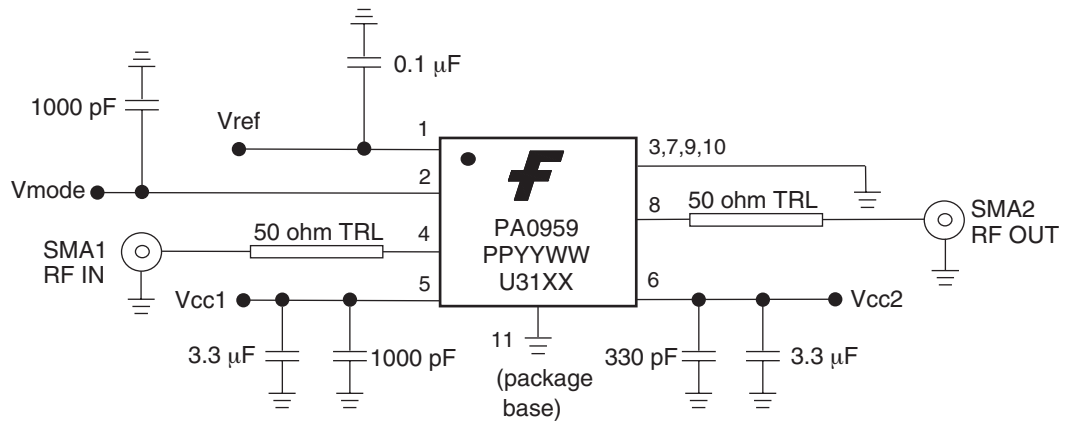 0.1 µF
1000 pF
Vref
1
3,7,9,10
Vmode
2
50 ohm TRL
8
SMA2
RF OUT
PA0959
PPYYWW
U31XX
SMA1
RF IN
50 ohm TRL
4
Vcc1
5
6
Vcc2
3.3 µF
1000 pF
11
(package
base)
330 pF
3.3 µF